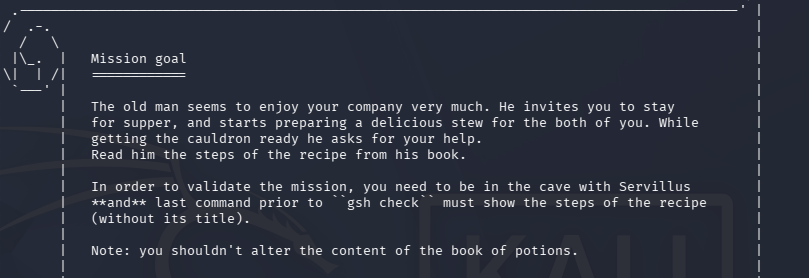 Mission goal
============
The old man seems to enjoy your company very much. He invites you to stay
for supper, and starts preparing a delicious stew for the both of you. While
getting the cauldron ready he asks for your help.
Read him the steps of the recipe from his book.
In order to validate the mission, you need to be in the cave with Servillus
**and** last command prior to ``gsh check`` must show the steps of the recipe
(without its title).
Note: you shouldn't alter the content of the book of potions.
KALI